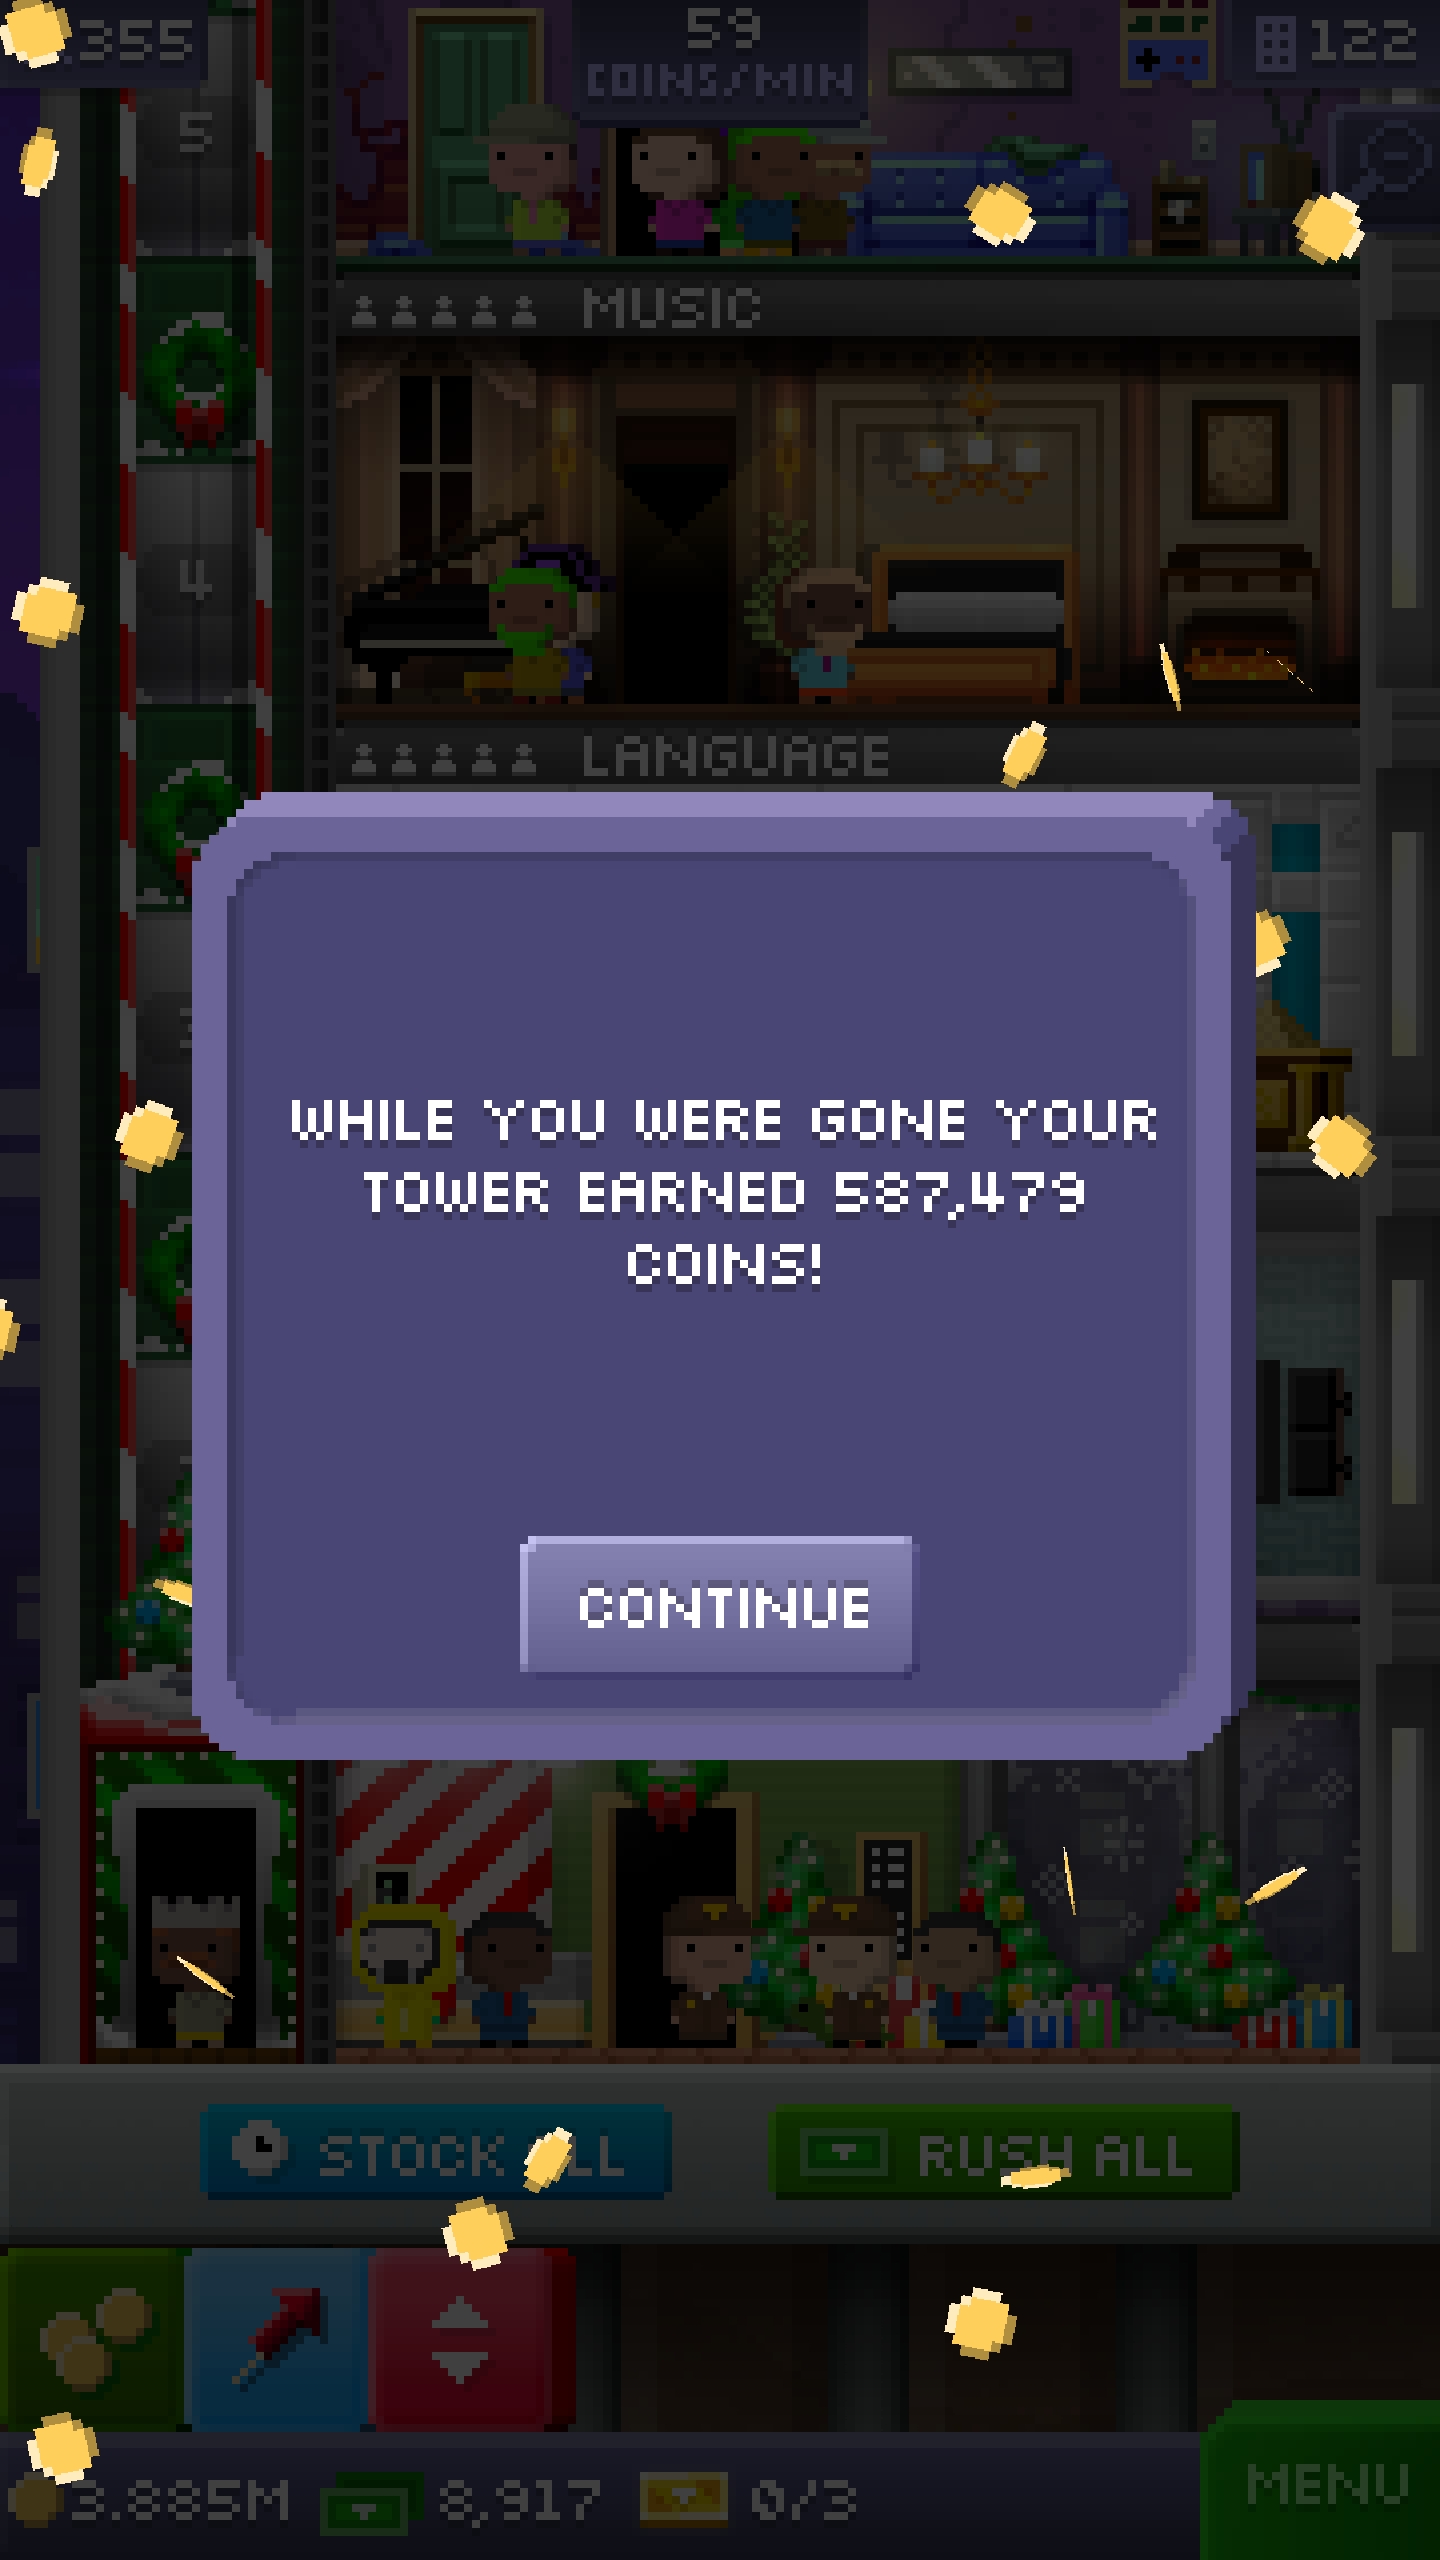 355
59
COINS/MIN
122
5
MUSIC
4
LANGUAGE
WHILE YOU WERE GONE YOUR
TOWER EARNED 587,479
COINS!
CONTINUE
STOCK
RUSH ALL
3.885M
8,917
0/3
MENU